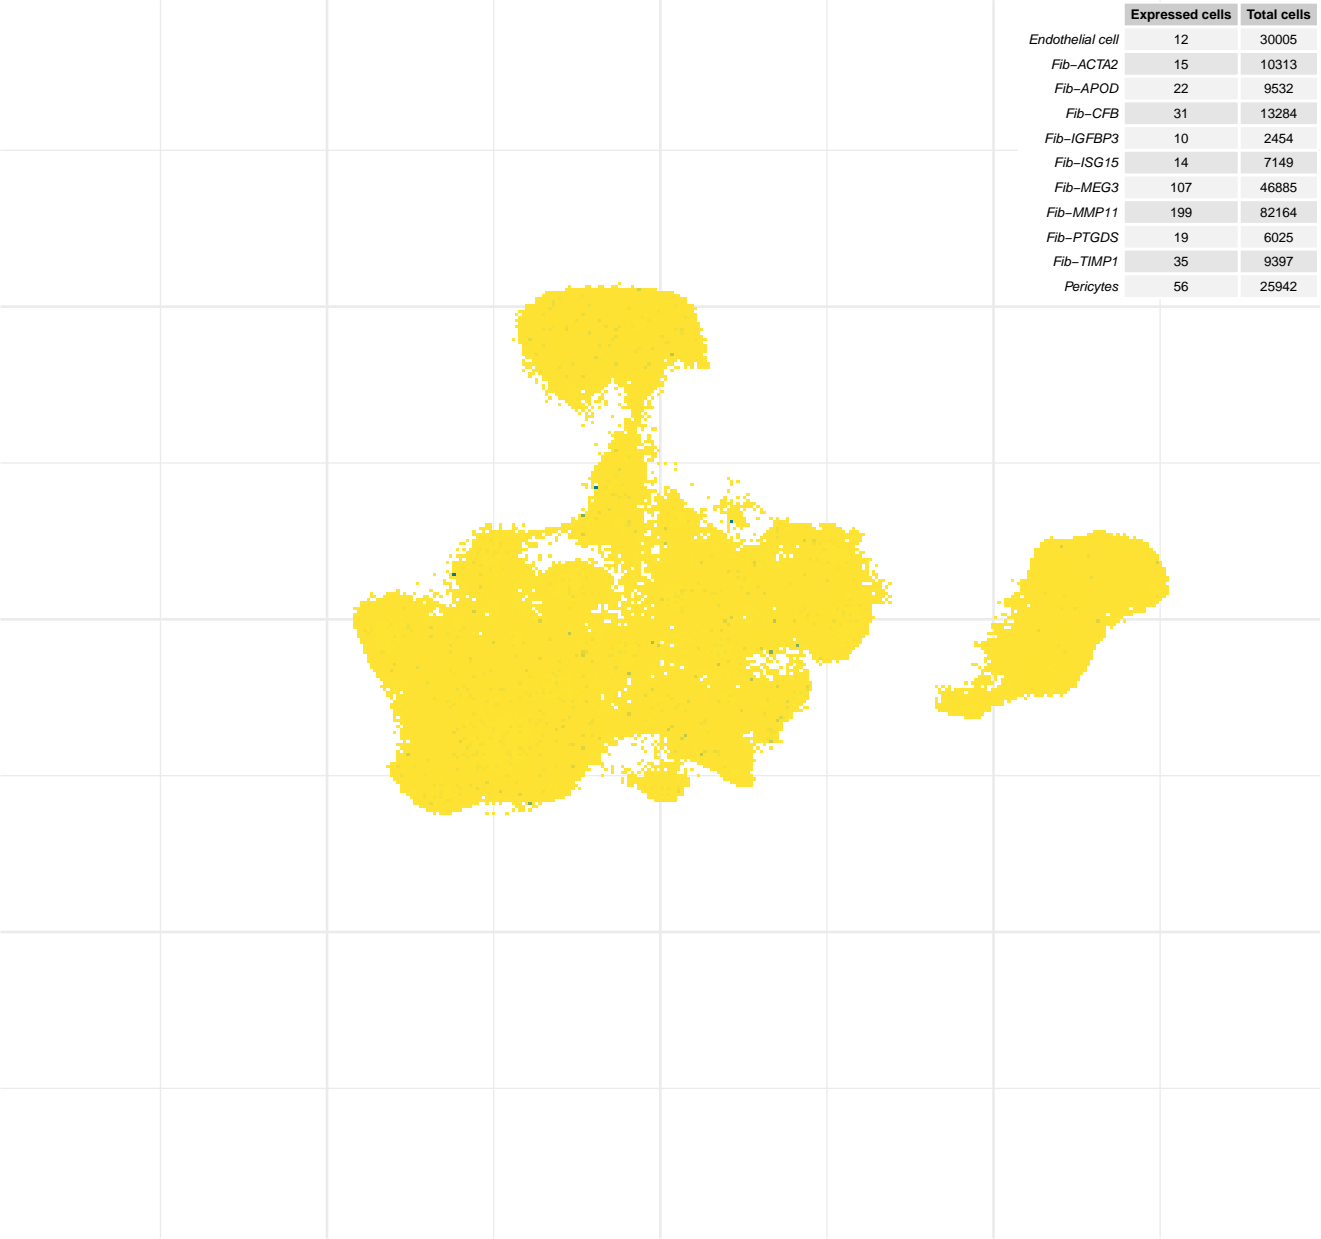 Expressed cells Total cells
Endothelial cell 12 30005
Fib−ACTA2 15 10313
Fib−APOD 22 9532
Fib−CFB 31 13284
Fib−IGFBP3 10 2454
Fib−ISG15 14 7149
Fib−MEG3 107 46885
Fib−MMP11 199 82164
Fib−PTGDS 19 6025
Fib−TIMP1 35 9397
Pericytes 56 25942